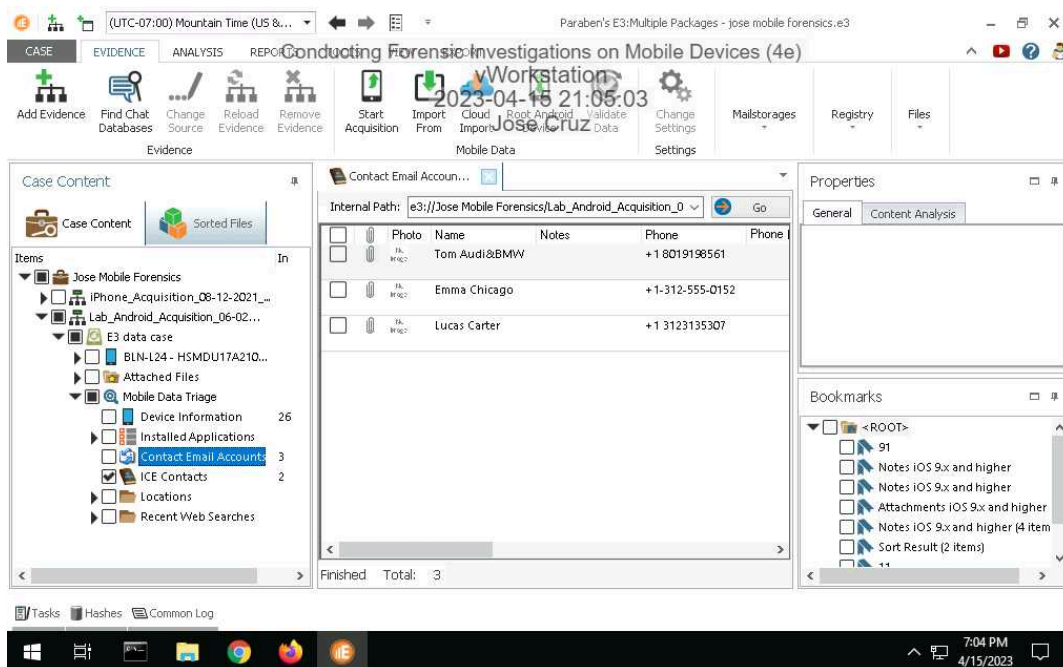 (UTC-07:00) Mountain Time (US &...
Paraben's E3:Multiple Packages - jose mobile forensics.e3
CASE EVIDENCE ANALYSIS
Conducting Forensic Investigations on Mobile Devices (4e)
vWorkstation
2023-04-15 21:05:03
Jose Cruz
Add Evidence
Find Chat Databases
Change Source
Reload Evidence
Remove Evidence
Start Acquisition
Import From
Cloud Import
Root Android Device
Validate Data
Change Settings
Mailstorages
Registry
Files
Evidence
Mobile Data
Settings
Case Content
Case Content
Sorted Files
Items In
Jose Mobile Forensics
iPhone_Acquisition_08-12-2021_...
Lab_Android_Acquisition_06-02...
E3 data case
BLN-L24 - HSMDU17A210...
Attached Files
Mobile Data Triage
Device Information 26
Installed Applications
Contact Email Accounts 3
ICE Contacts 2
Locations
Recent Web Searches
Contact Email Accoun...
Internal Path: e3://Jose Mobile Forensics/Lab_Android_Acquisition_0 Go
Photo Name Notes Phone Phone
Tom Audi&BMW +1 8019198561
Emma Chicago +1-312-555-0152
Lucas Carter +1 3123135307
Finished Total: 3
Properties
General Content Analysis
Bookmarks
<ROOT>
91
Notes iOS 9.x and higher
Notes iOS 9.x and higher
Attachments iOS 9.x and higher
Notes iOS 9.x and higher (4 item
Sort Result (2 items)
11
Tasks Hashes Common Log
7:04 PM
4/15/2023